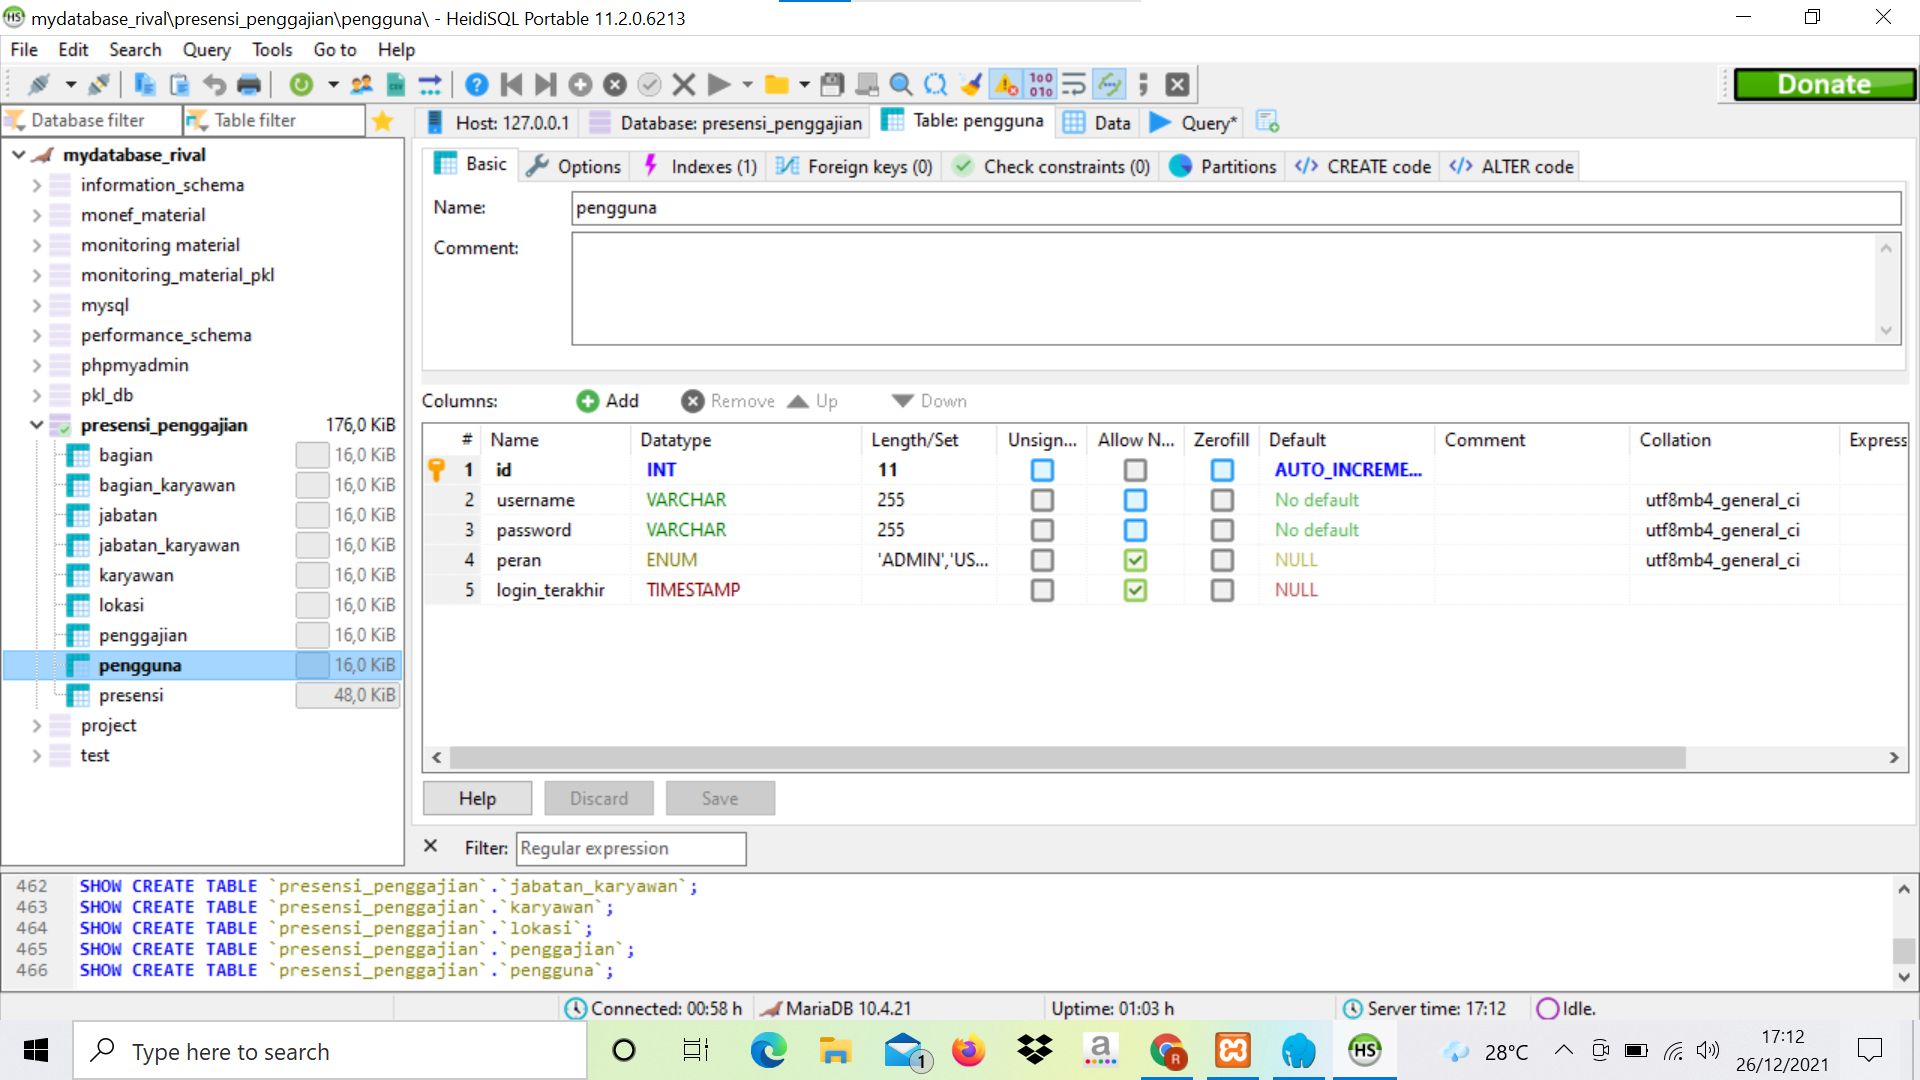 HS mydatabase_rival\presensi_penggajian\pengguna\ - HeidiSQL Portable 11.2.0.6213
File Edit Search Query Tools Go to Help
Donate
Database filter Table filter
Host: 127.0.0.1 Database: presensi_penggajian Table: pengguna Data Query*
mydatabase_rival
information_schema
monef_material
monitoring material
monitoring_material_pkl
mysql
performance_schema
phpmyadmin
pkl_db
presensi_penggajian 176,0 KiB
bagian 16,0 KiB
bagian_karyawan 16,0 KiB
jabatan 16,0 KiB
jabatan_karyawan 16,0 KiB
karyawan 16,0 KiB
lokasi 16,0 KiB
penggajian 16,0 KiB
pengguna 16,0 KiB
presensi 48,0 KiB
project
test
Basic Options Indexes (1) Foreign keys (0) Check constraints (0) Partitions CREATE code ALTER code
Name: pengguna
Comment:
Columns: Add Remove Up Down
# Name Datatype Length/Set Unsign... Allow N... Zerofill Default Comment Collation Express
1 id INT 11 AUTO_INCREME...
2 username VARCHAR 255 No default utf8mb4_general_ci
3 password VARCHAR 255 No default utf8mb4_general_ci
4 peran ENUM 'ADMIN','US... NULL utf8mb4_general_ci
5 login_terakhir TIMESTAMP NULL
Help Discard Save
Filter: Regular expression
462 SHOW CREATE TABLE `presensi_penggajian`.`jabatan_karyawan`;
463 SHOW CREATE TABLE `presensi_penggajian`.`karyawan`;
464 SHOW CREATE TABLE `presensi_penggajian`.`lokasi`;
465 SHOW CREATE TABLE `presensi_penggajian`.`penggajian`;
466 SHOW CREATE TABLE `presensi_penggajian`.`pengguna`;
Connected: 00:58 h MariaDB 10.4.21 Uptime: 01:03 h Server time: 17:12 Idle.
Type here to search 1 a R HS 28°C 17:12
26/12/2021